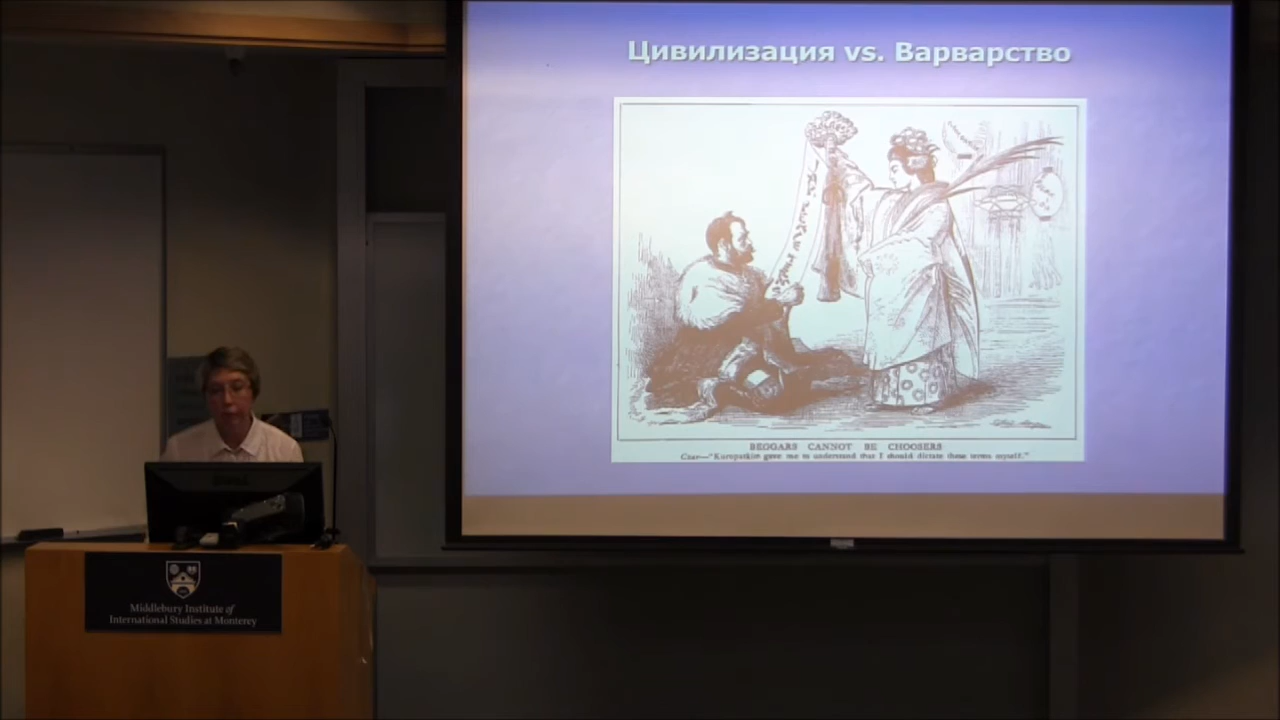 Цивилизация vs. Варварство
BEGGARS CANNOT BE CHOOSERS
Czar—"Kuropatkin gave me to understand that I should dictate these terms myself."
Middlebury Institute of
International Studies at Monterey